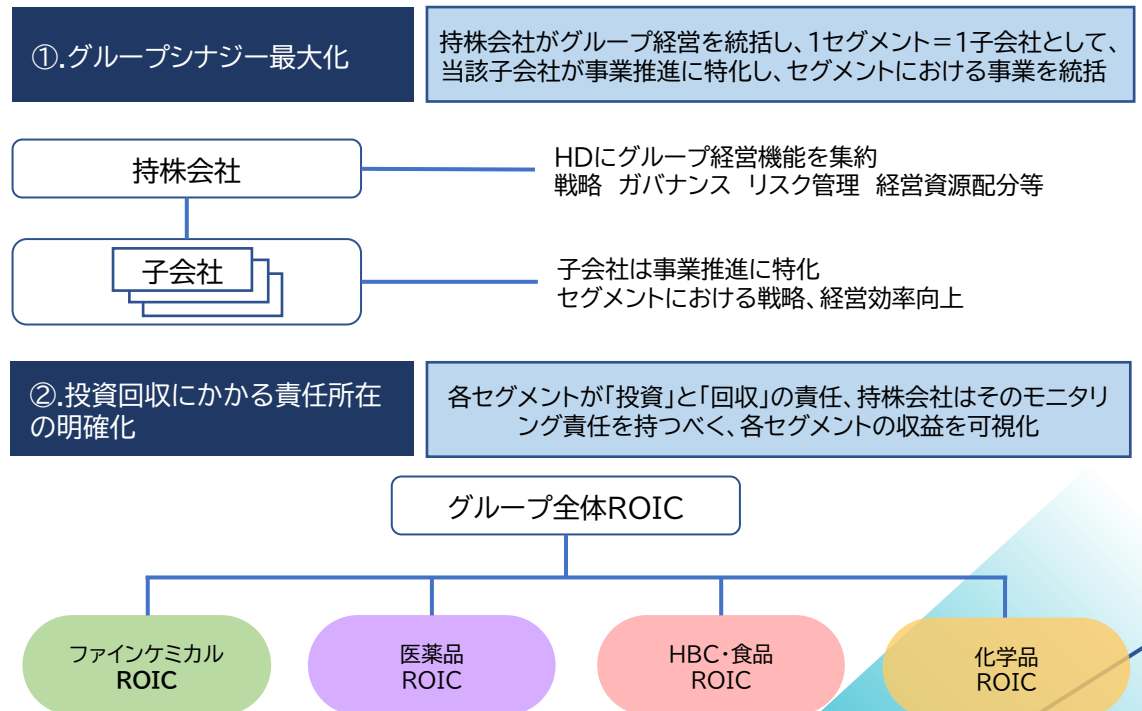 ①.グループシナジー最大化
持株会社がグループ経営を統括し、1セグメント＝1子会社として、
当該子会社が事業推進に特化し、セグメントにおける事業を統括
持株会社
HDにグループ経営機能を集約
戦略　ガバナンス　リスク管理　経営資源配分等
子会社
子会社は事業推進に特化
セグメントにおける戦略、経営効率向上
②.投資回収にかかる責任所在
の明確化
各セグメントが「投資」と「回収」の責任、持株会社はそのモニタリ
ング責任を持つべく、各セグメントの収益を可視化
グループ全体ROIC
ファインケミカル
ROIC
医薬品
ROIC
HBC・食品
ROIC
化学品
ROIC